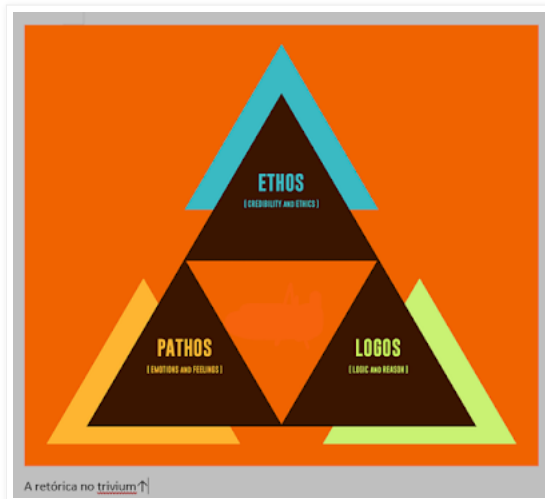 ETHOS
[ CREDIBILITY AND ETHICS ]
PATHOS
[ EMOTIONS AND FEELINGS ]
LOGOS
[ LOGIC AND REASON ]
A retórica no trivium↑